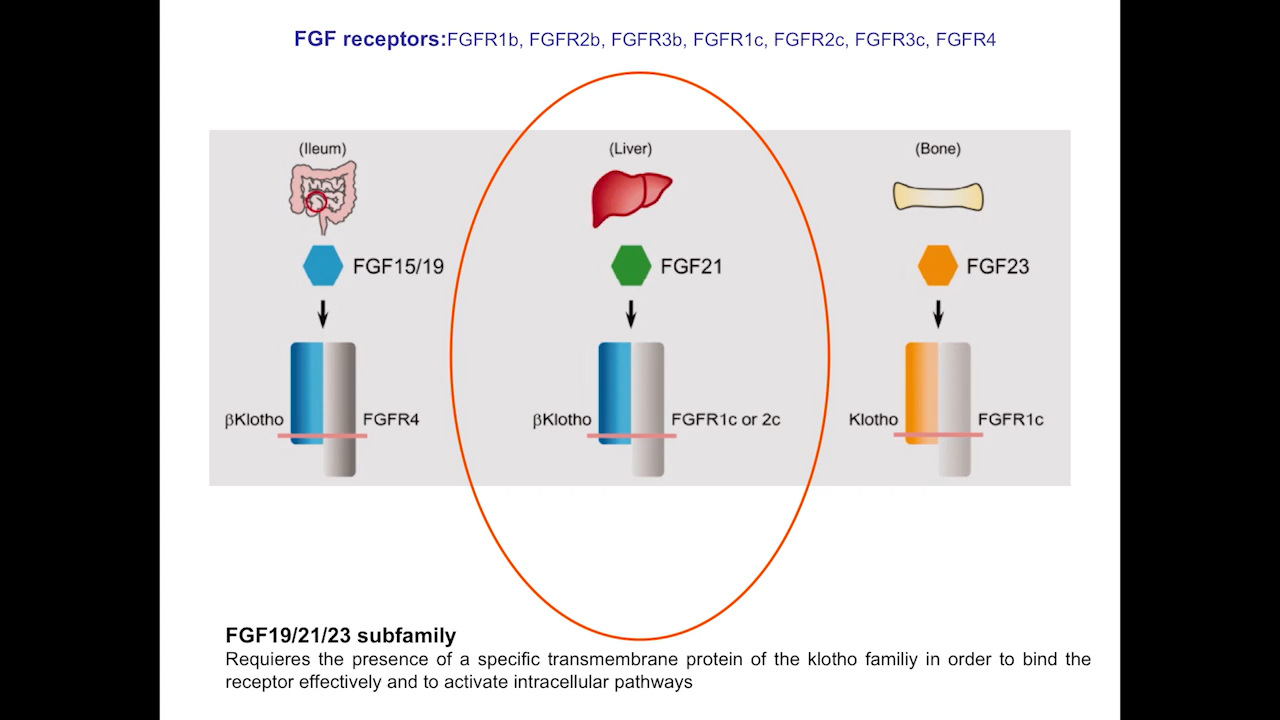 FGF receptors:FGFR1b, FGFR2b, FGFR3b, FGFR1c, FGFR2c, FGFR3c, FGFR4
(Ileum)
(Liver)
(Bone)
FGF15/19
FGF21
FGF23
βKlotho
FGFR4
βKlotho
FGFR1c or 2c
Klotho
FGFR1c
FGF19/21/23 subfamily
Requieres the presence of a specific transmembrane protein of the klotho familiy in order to bind the
receptor effectively and to activate intracellular pathways